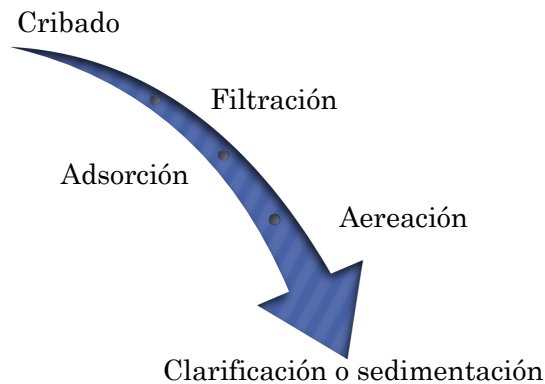 Cribado
Filtración
Adsorción
Aereación
Clarificación o sedimentación